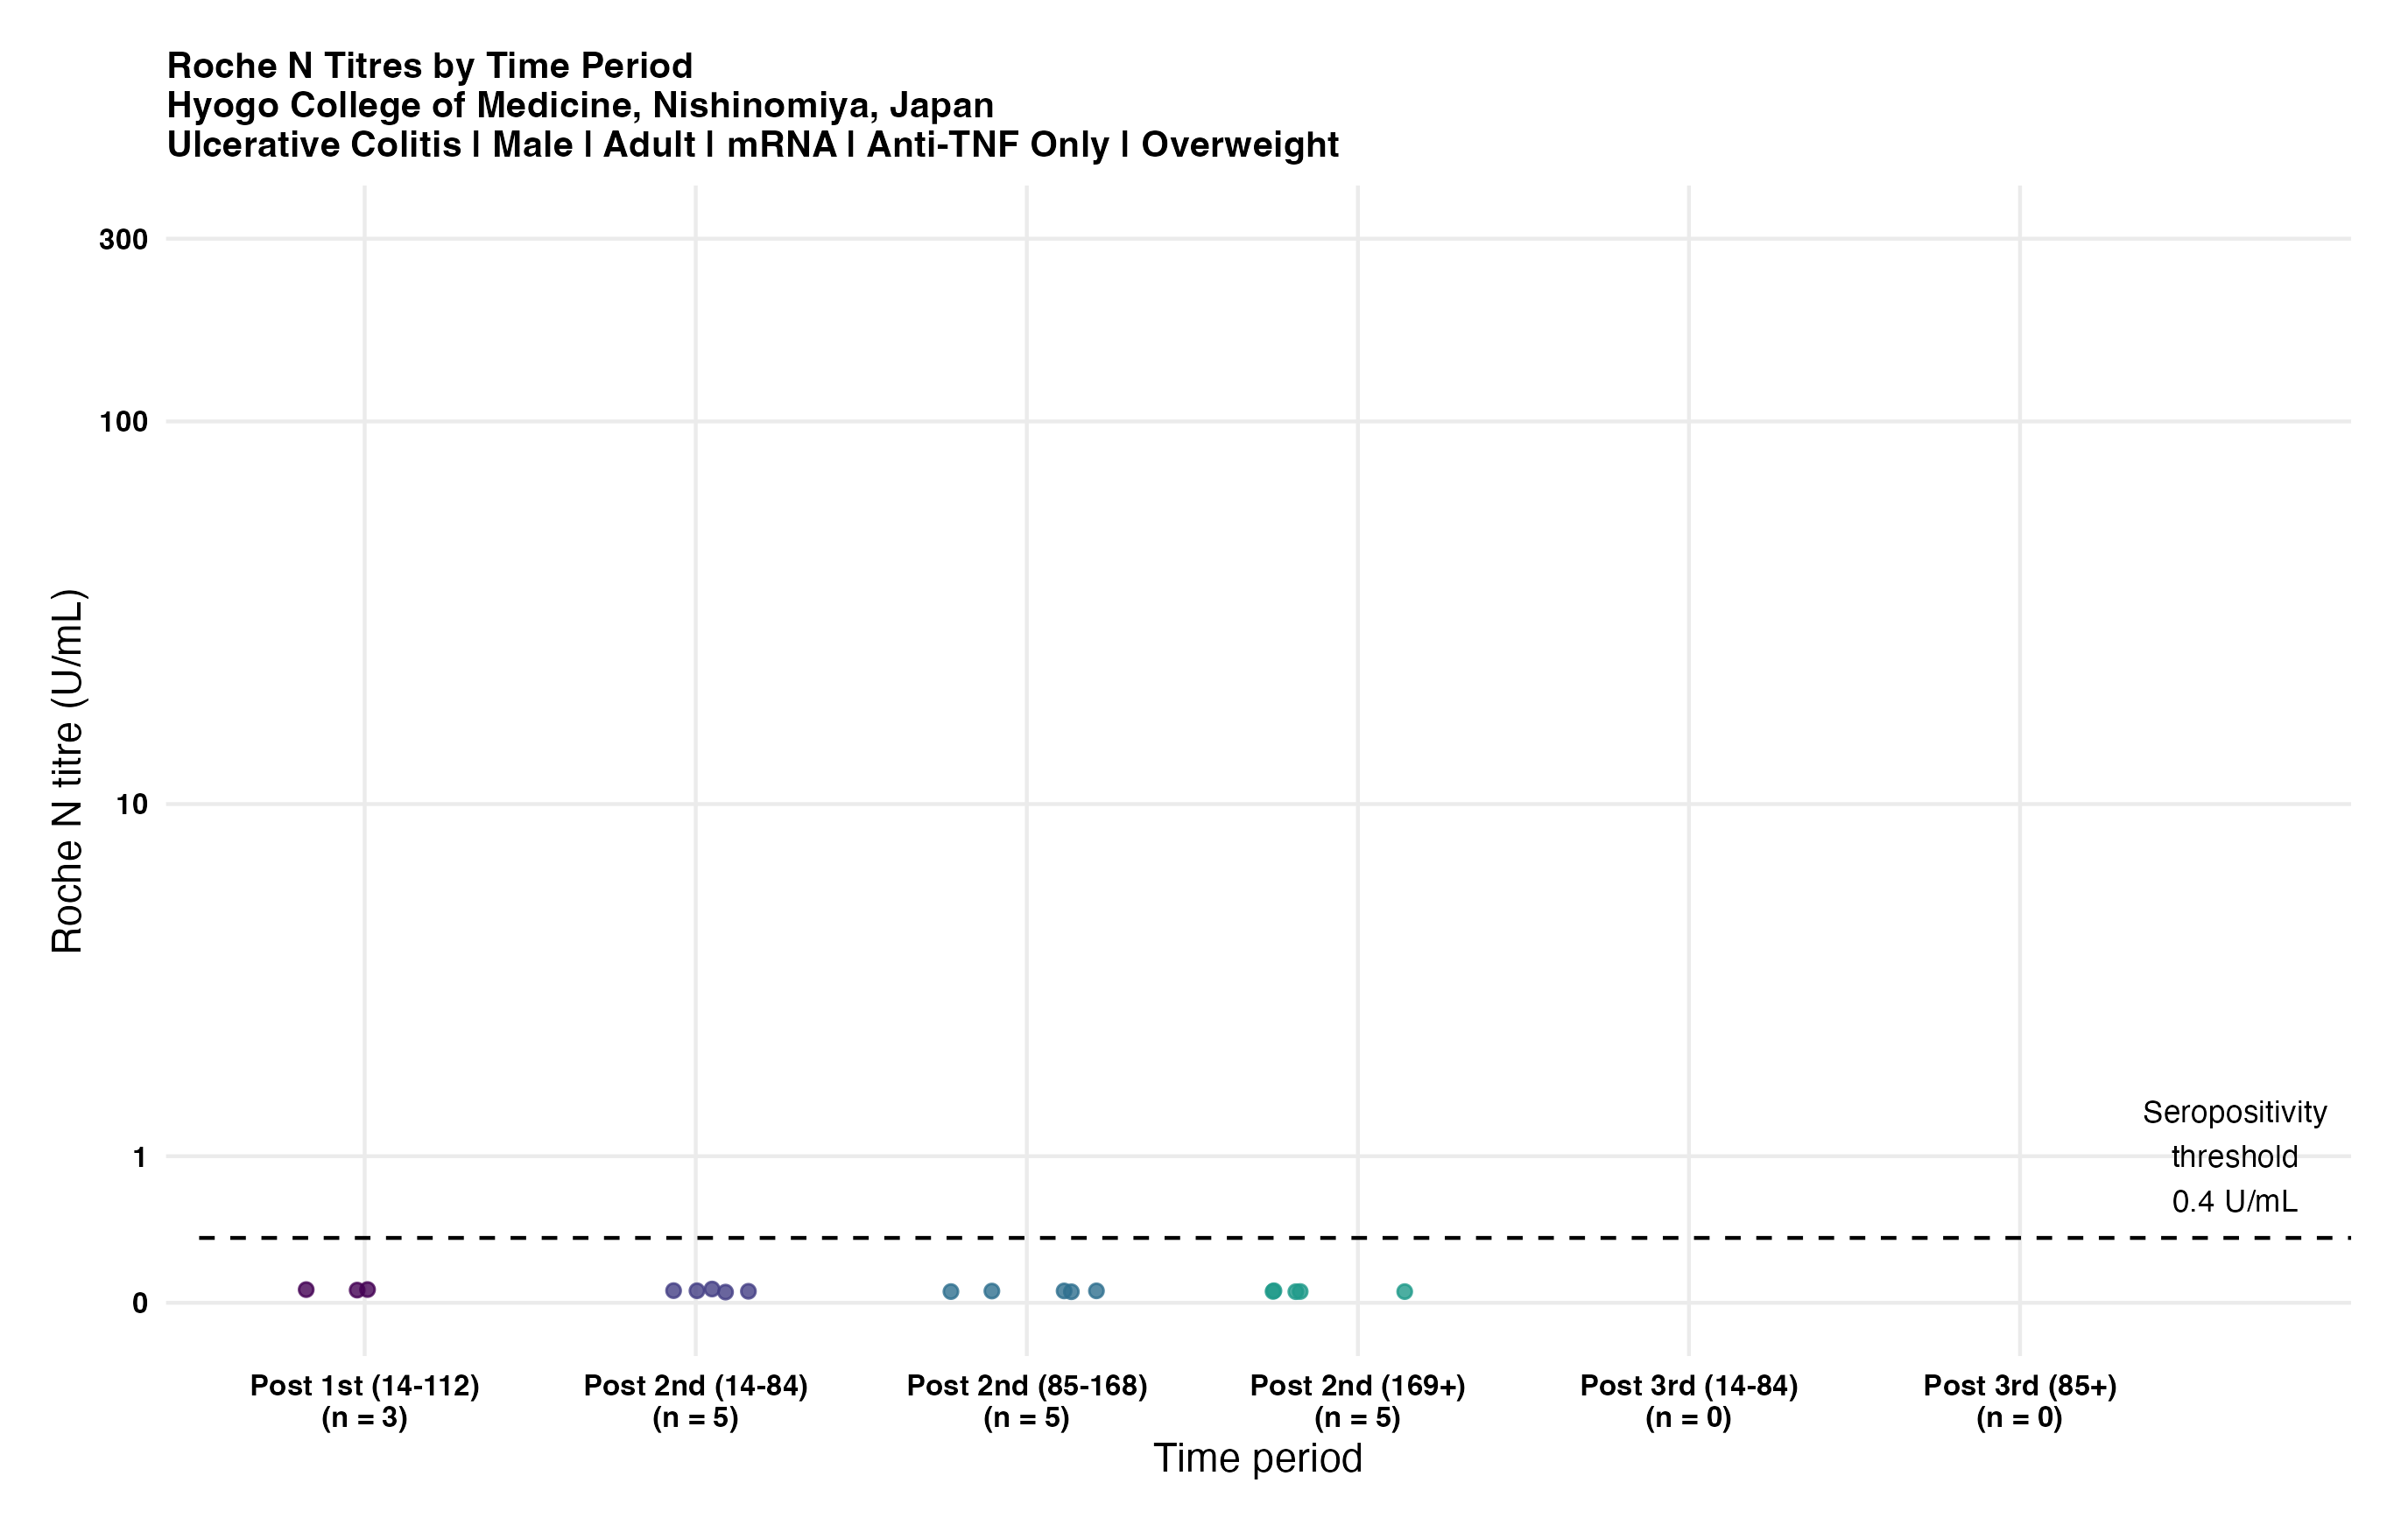 Roche N Titres by Time Period
Hyogo College of Medicine, Nishinomiya, Japan
Ulcerative Colitis | Male | Adult | mRNA | Anti-TNF Only | Overweight
Roche N titre (U/mL)
300
100
10
1
0
Seropositivity
threshold
0.4 U/mL
Post 1st (14-112)
(n = 3)
Post 2nd (14-84)
(n = 5)
Post 2nd (85-168)
(n = 5)
Post 2nd (169+)
(n = 5)
Post 3rd (14-84)
(n = 0)
Post 3rd (85+)
(n = 0)
Time period